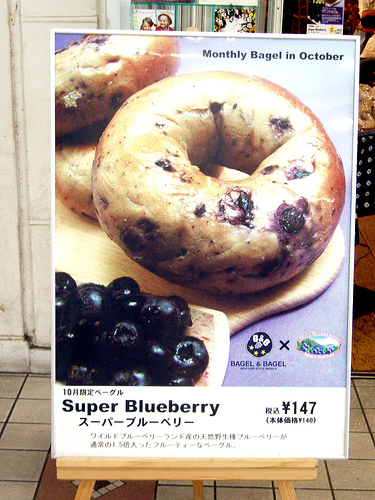 Monthly Bagel in October
B&B
BAGEL & BAGEL
×
10月限定ベーグル
Super Blueberry
スーパーブルーベリー
税込 ¥147
(本体価格¥140)
ワイルドブルーベリーランド産の天然野生種ブルーベリーが
通常の1.5倍入ったフルーティーなベーグル。